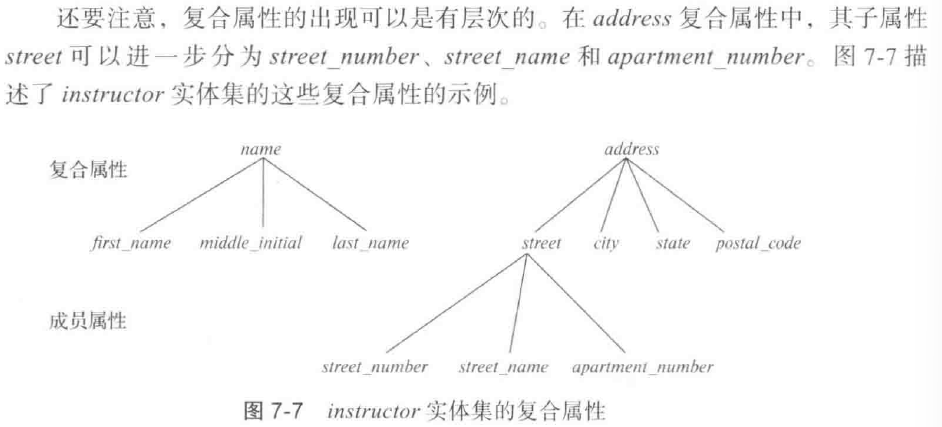 还要注意，复合属性的出现可以是有层次的。在 address 复合属性中，其子属性
street 可以进一步分为 street_number、street_name 和 apartment_number。图 7-7 描
述了 instructor 实体集的这些复合属性的示例。
复合属性 name address
first_name middle_initial last_name street city state postal_code
成员属性
street_number street_name apartment_number
图 7-7 instructor 实体集的复合属性